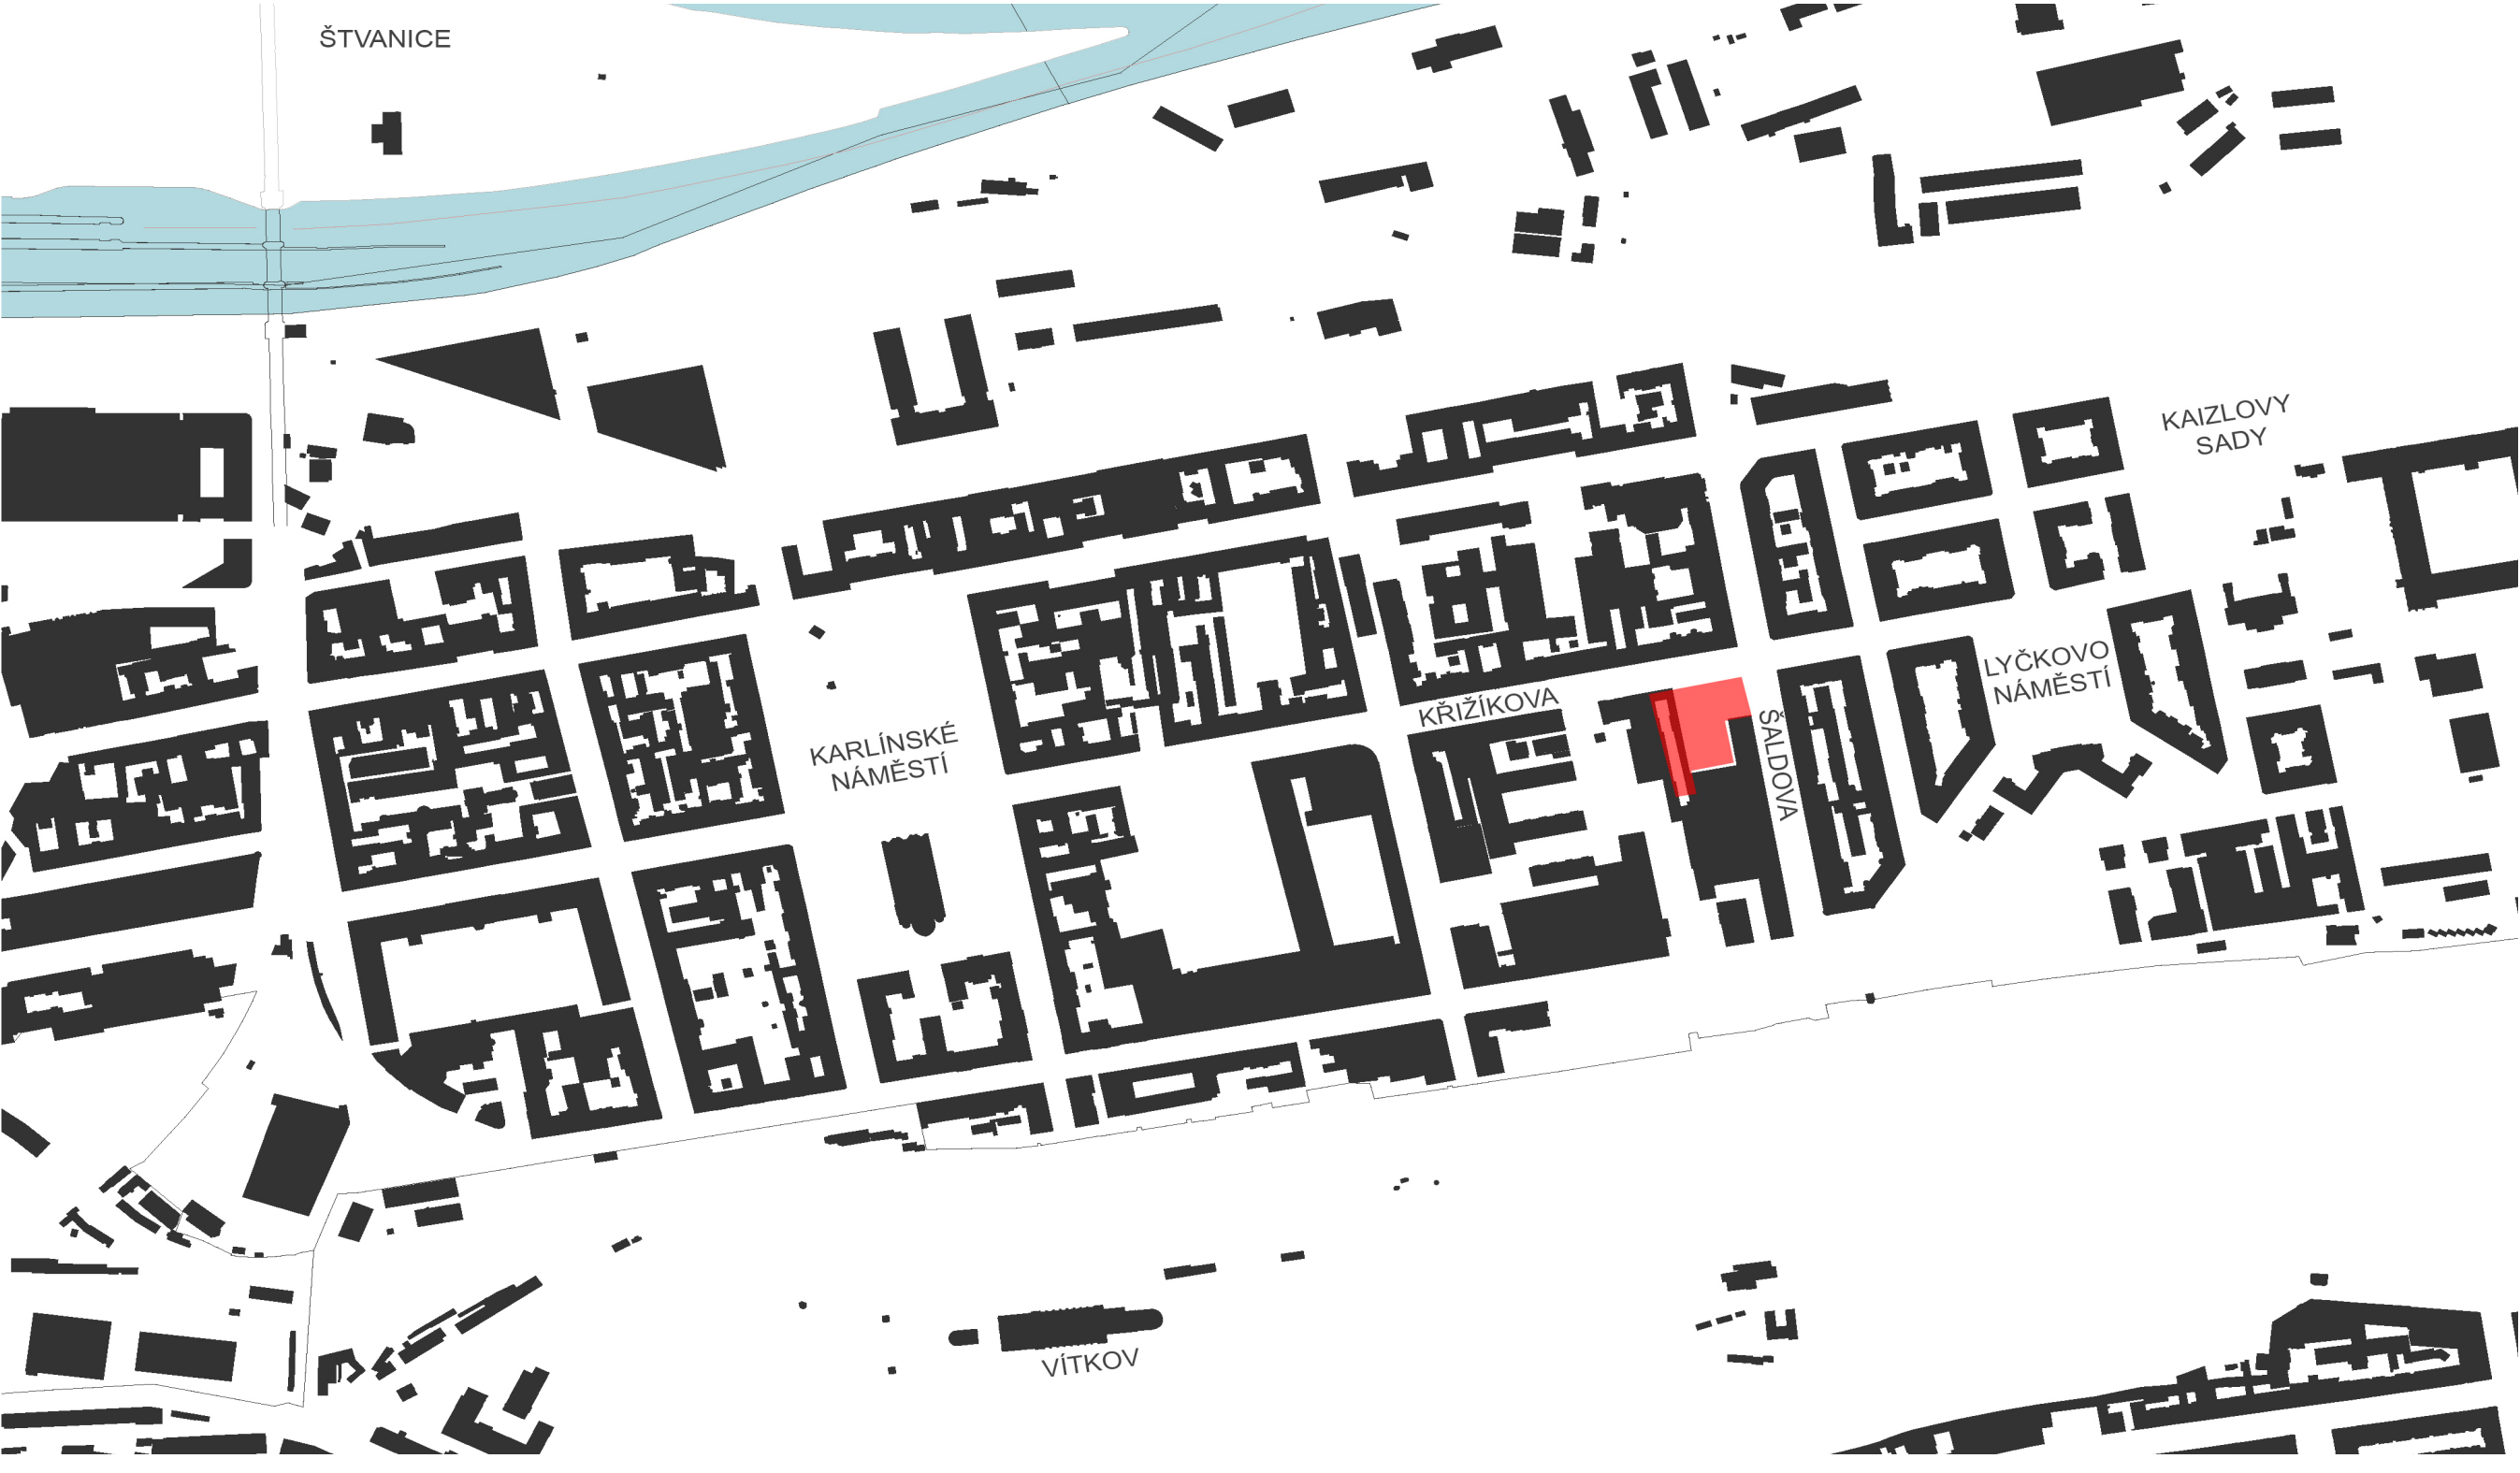 ŠTVANICE
KAIZLOVY
SADY
LYČKOVO
NÁMĚSTÍ
KŘIŽÍKOVA
ŠALDOVA
KARLÍNSKÉ
NÁMĚSTÍ
VÍTKOV